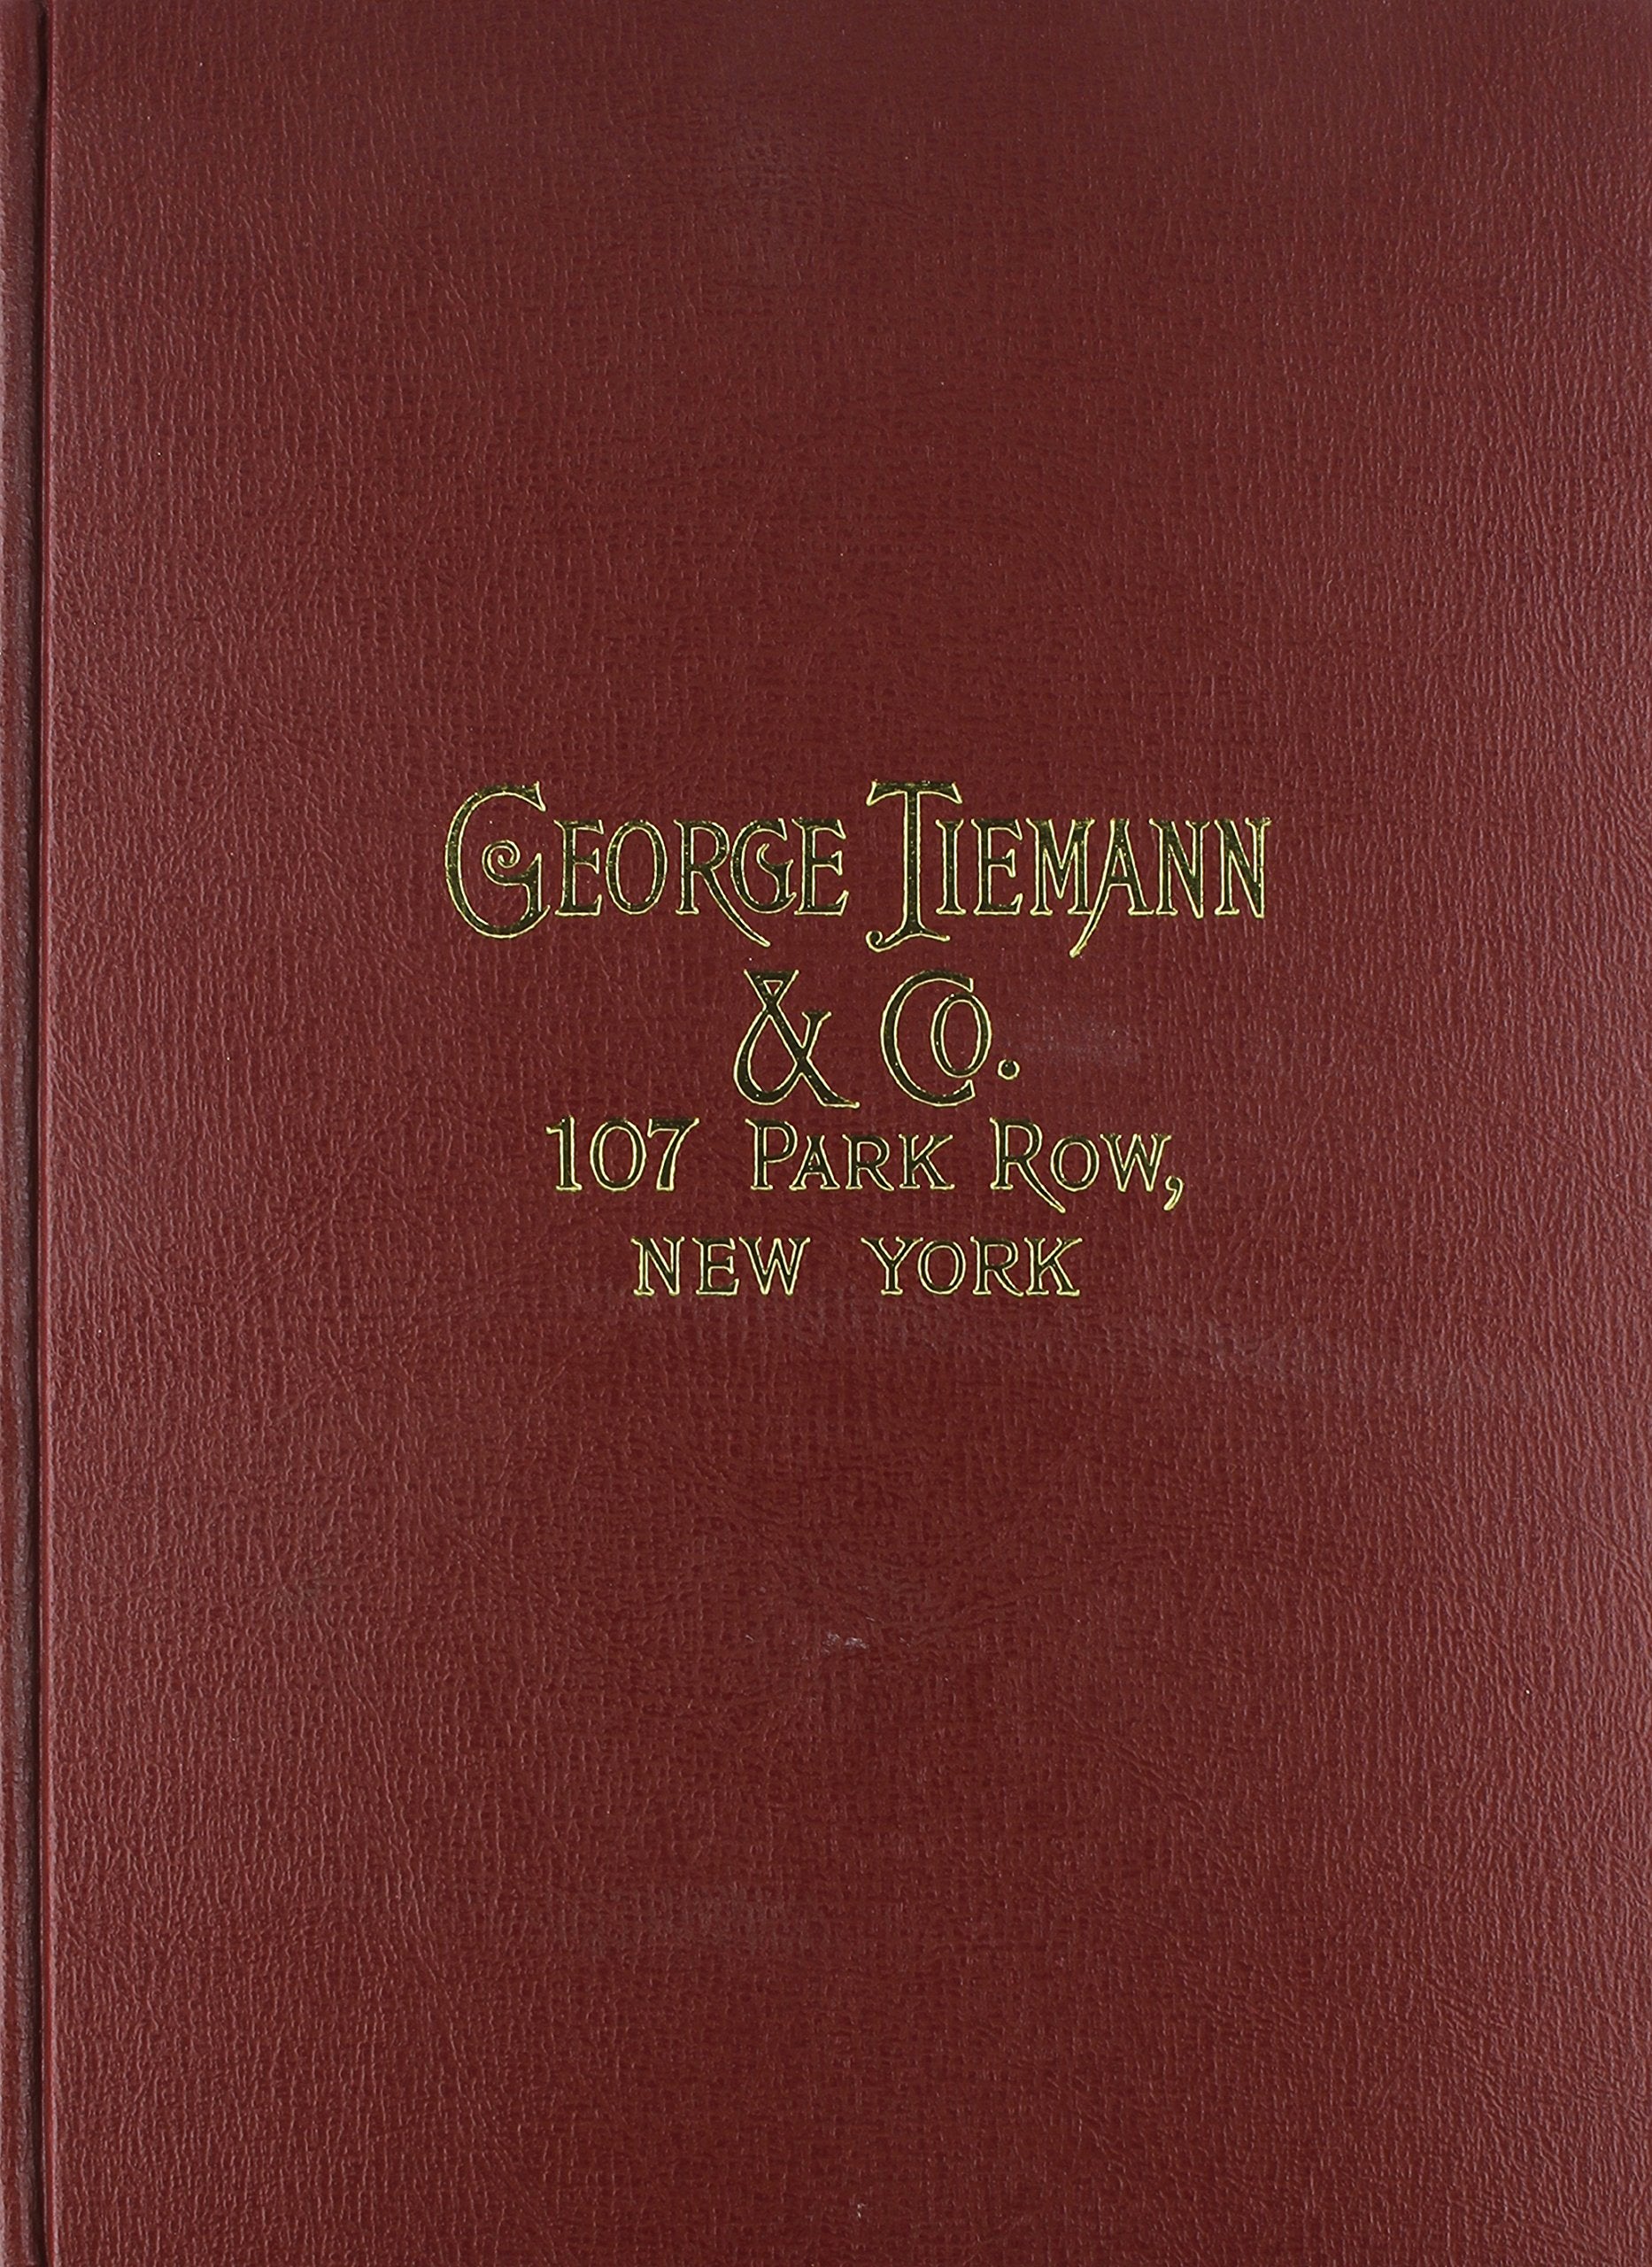 GEORGE TIEMANN
& CO.
107 PARK ROW,
NEW YORK